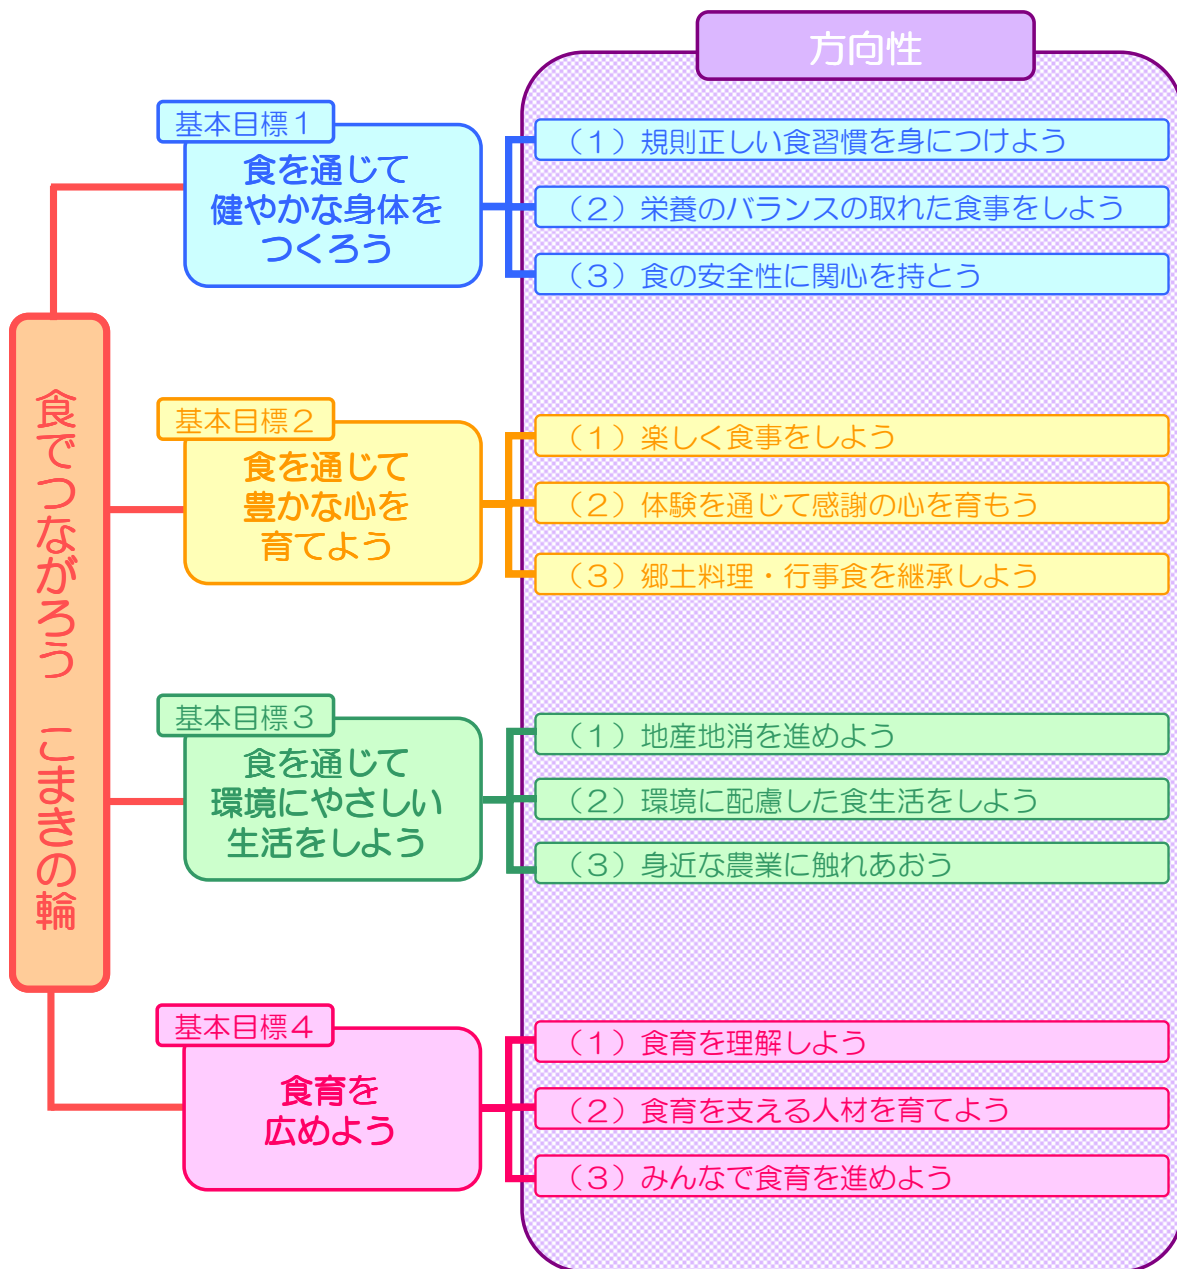 方向性
食でつながろう　こまきの輪
基本目標１
食を通じて
健やかな身体を
つくろう
（１）規則正しい食習慣を身につけよう
（２）栄養のバランスの取れた食事をしよう
（３）食の安全性に関心を持とう
基本目標２
食を通じて
豊かな心を
育てよう
（１）楽しく食事をしよう
（２）体験を通じて感謝の心を育もう
（３）郷土料理・行事食を継承しよう
基本目標３
食を通じて
環境にやさしい
生活をしよう
（１）地産地消を進めよう
（２）環境に配慮した食生活をしよう
（３）身近な農業に触れあおう
基本目標４
食育を
広めよう
（１）食育を理解しよう
（２）食育を支える人材を育てよう
（３）みんなで食育を進めよう